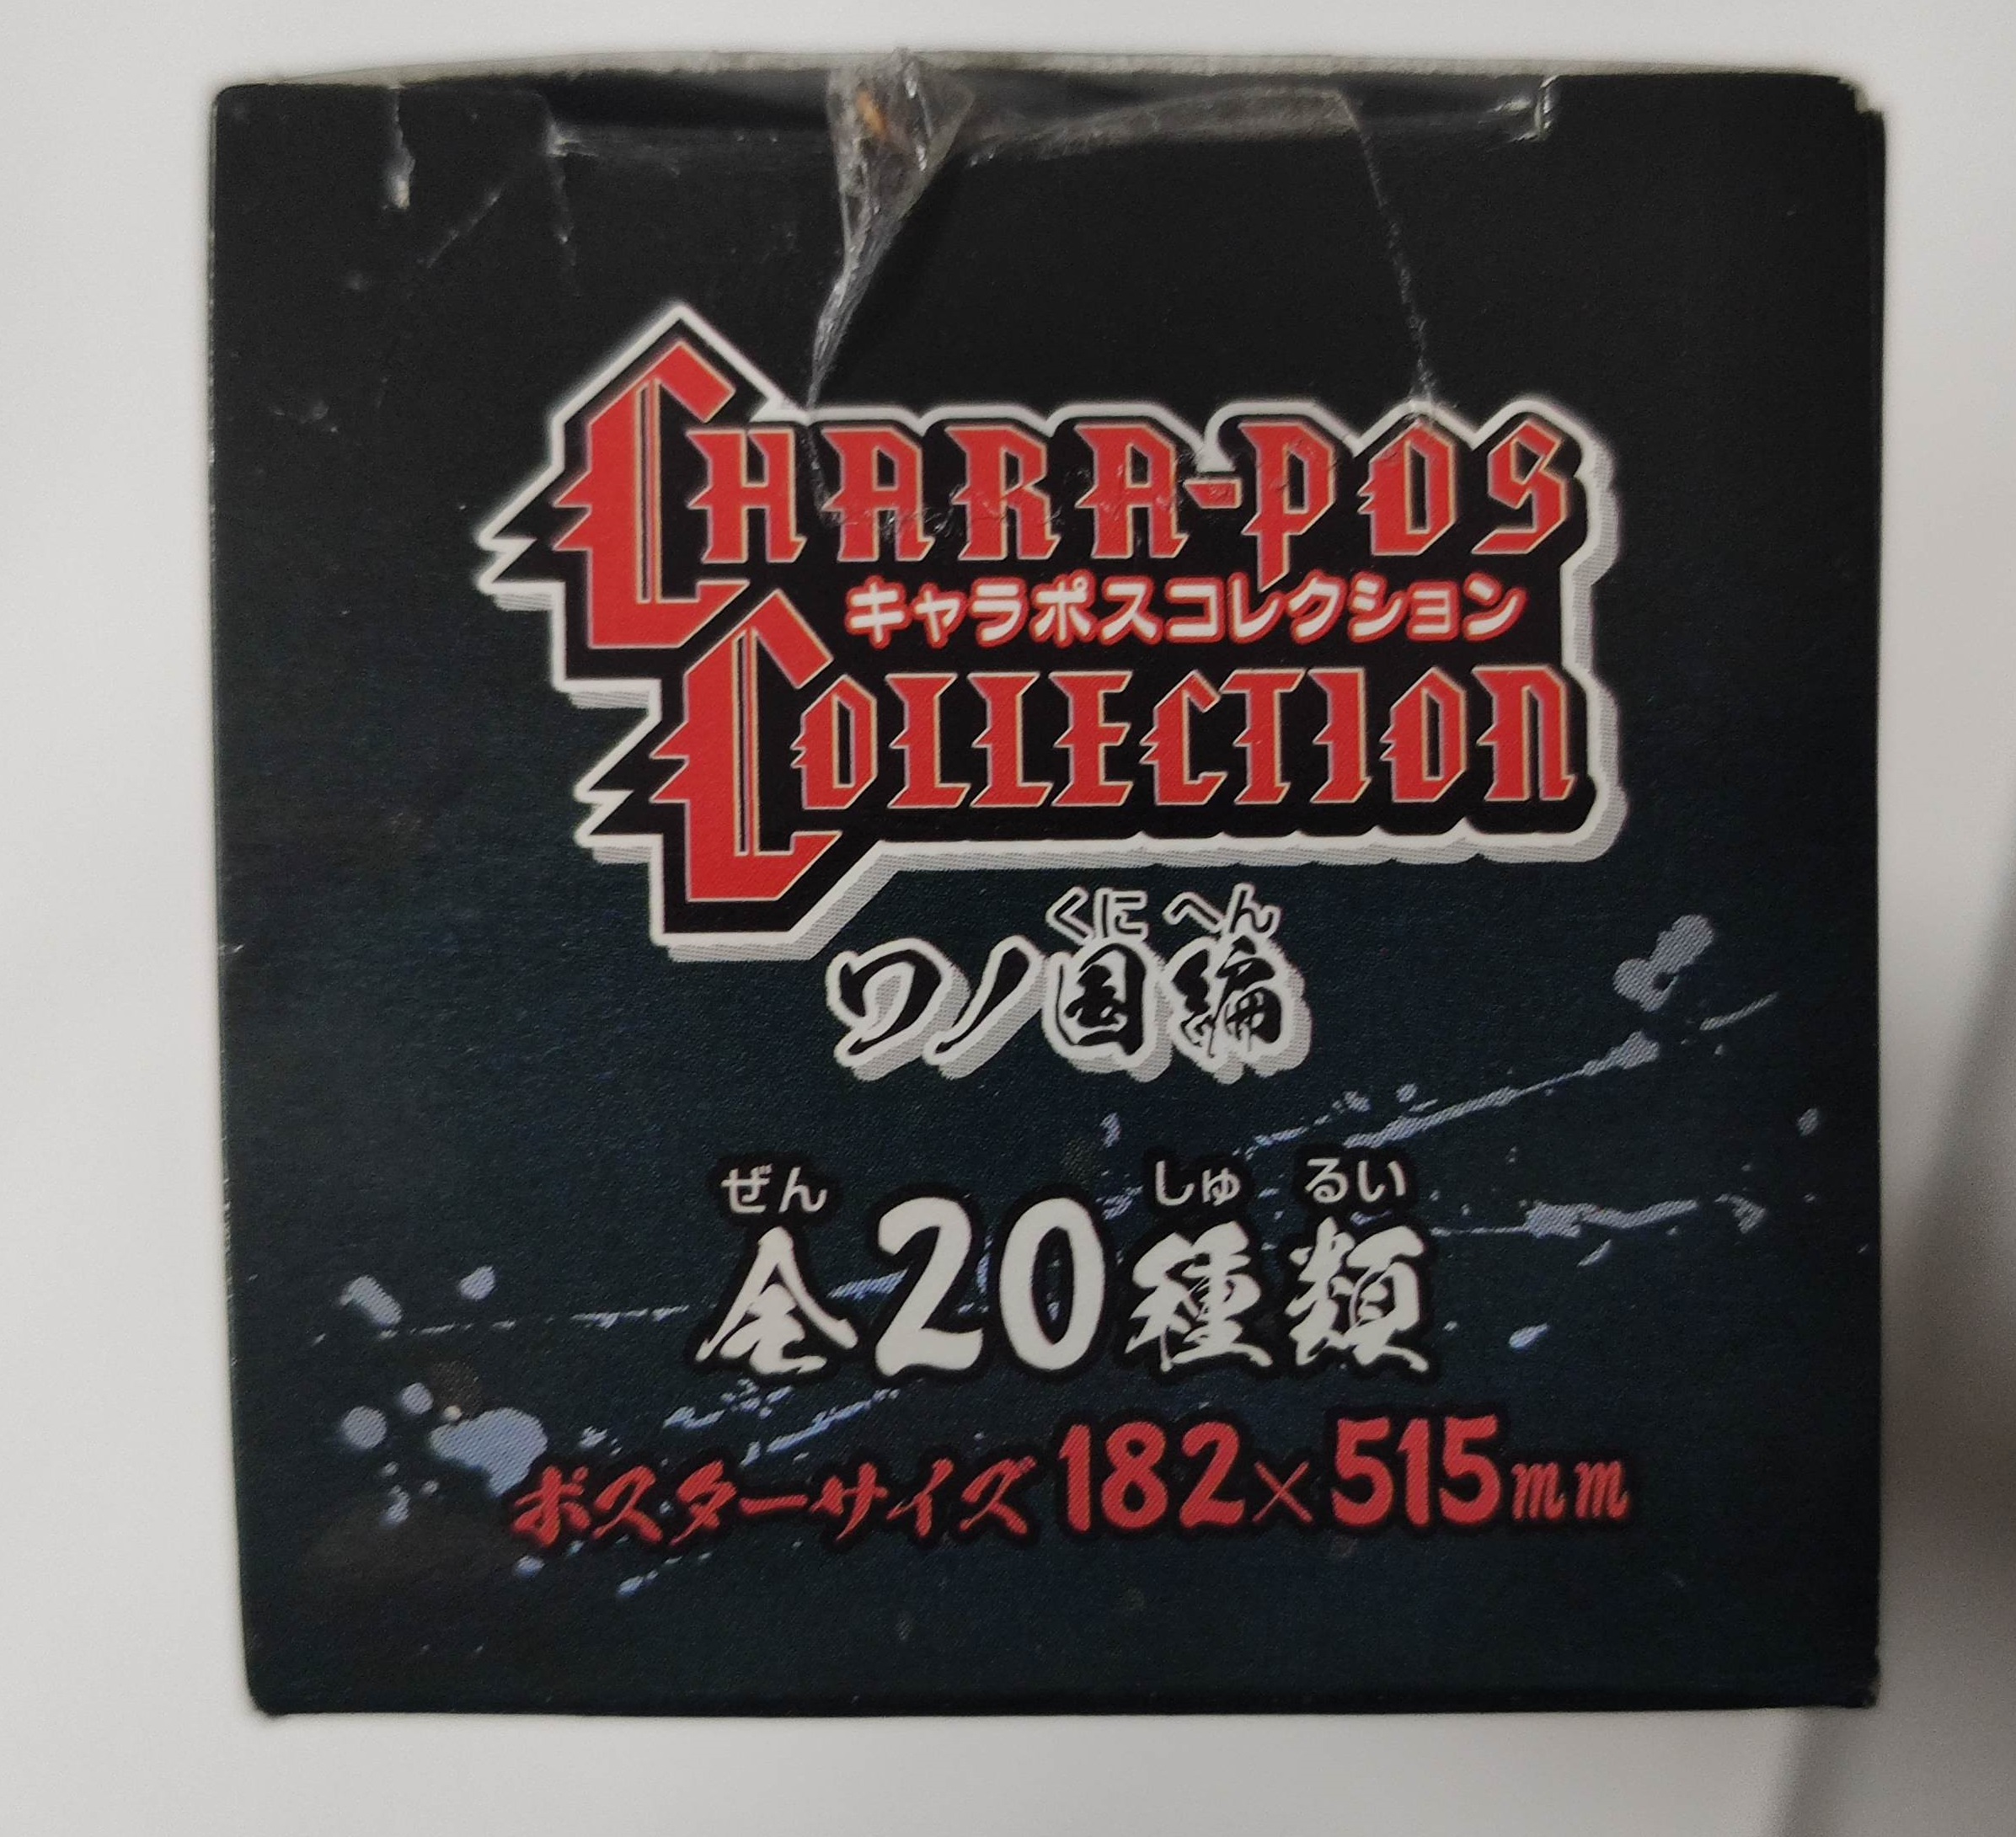 CHARA-POS
キャラポスコレクション
COLLECTION
くに へん
ワノ国編
ぜん しゅ るい
全20種類
ポスターサイズ182×515mm